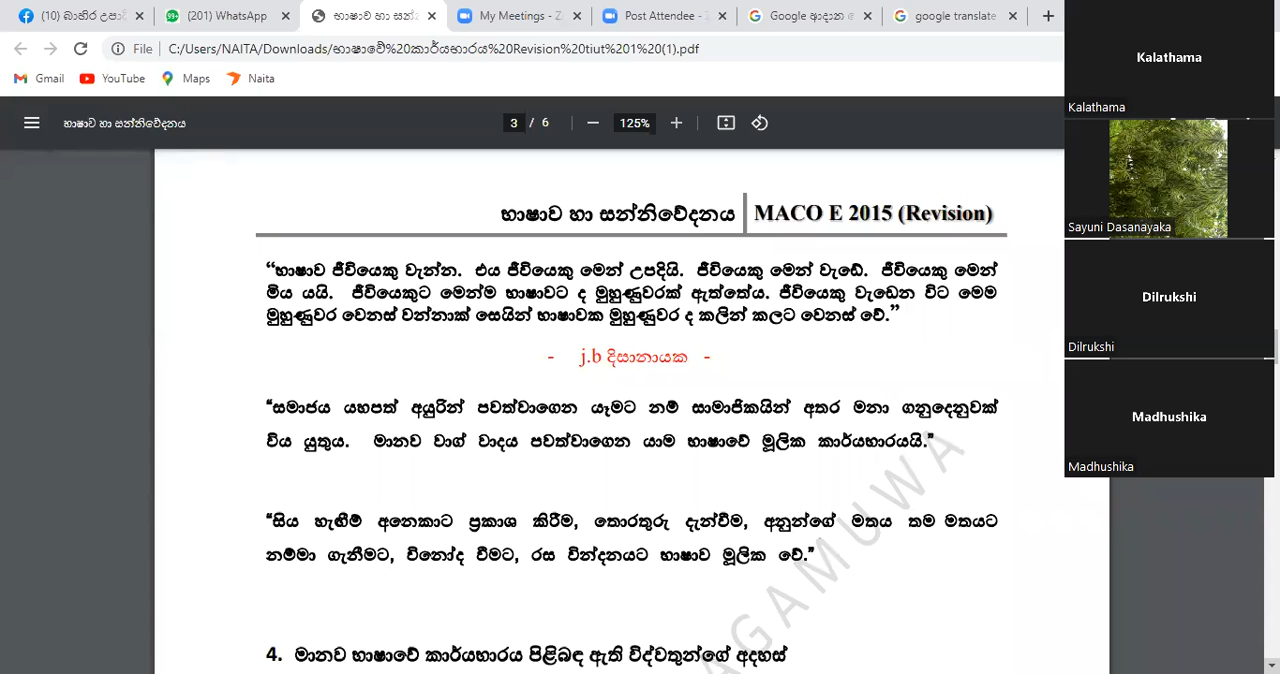 (10) බාහිර උපාධි
(201) WhatsApp
භාෂාව හා සන්නි
My Meetings - Z
Post Attendee - Z
Google ආදාන
google translate
File C:/Users/NAITA/Downloads/භාෂාවේ%20කාර්යභාරය%20Revision%20tiut%201%20(1).pdf
Gmail YouTube Maps Naita
භාෂාව හා සන්නිවේදනය 3 / 6 125%
භාෂාව හා සන්නිවේදනය MACO E 2015 (Revision)
“භාෂාව ජීවියෙකු වැන්න. එය ජීවියෙකු මෙන් උපදියි. ජීවියෙකු මෙන් වැඩේ. ජීවියෙකු මෙන්
මිය යයි. ජීවියෙකුට මෙන්ම භාෂාවට ද මුහුණුවරක් ඇත්තේය. ජීවියෙකු වැඩෙන විට මෙම
මුහුණුවර වෙනස් වන්නාක් සෙයින් භාෂාවක මුහුණුවර ද කලින් කලට වෙනස් වේ.”
- j.b දිසානායක -
“සමාජය යහපත් අයුරින් පවත්වාගෙන යෑමට නම් සාමාජිකයින් අතර මනා ගනුදෙනුවක්
විය යුතුය. මානව වාග් වාදය පවත්වාගෙන යාම භාෂාවේ මූලික කාර්යභාරයයි.”
“සිය හැඟීම් අනෙකාට ප්‍රකාශ කිරීම, තොරතුරු දැන්වීම, අනුන්ගේ මතය තම මතයට
නම්මා ගැනීමට, විනෝද වීමට, රස වින්දනයට භාෂාව මූලික වේ.”
4. මානව භාෂාවේ කාර්යභාරය පිළිබඳ ඇති විද්වතුන්ගේ අදහස්
AGAMUWA
Kalathama
Kalathama
Sayuni Dasanayaka
Dilrukshi
Dilrukshi
Madhushika
Madhushika